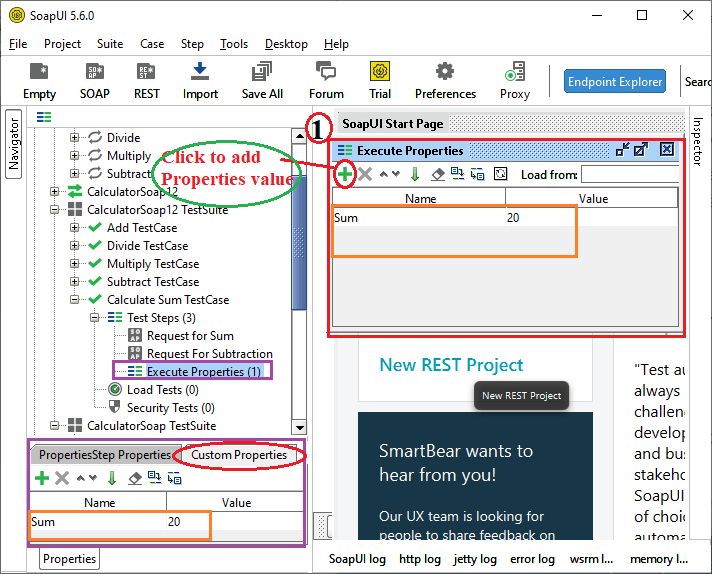 SoapUI 5.6.0
File Project Suite Case Step Tools Desktop Help
Empty SOAP REST Import Save All Forum Trial Preferences Proxy Endpoint Explorer Searc
Navigator
Divide
Multiply
Subtract
CalculatorSoap12
CalculatorSoap12 TestSuite
Add TestCase
Divide TestCase
Multiply TestCase
Subtract TestCase
Calculate Sum TestCase
Test Steps (3)
Request for Sum
Request For Subtraction
Execute Properties (1)
Load Tests (0)
Security Tests (0)
CalculatorSoap TestSuite
Click to add
Properties value
1
SoapUI Start Page
Execute Properties
Load from:
Name Value
Sum 20
Inspector
New REST Project
New REST Project
SmartBear wants to
hear from you!
Our UX team is looking for
people to share feedback on
"Test au
always
challen
develop
and bus
stakeho
SoapUI
of choic
automa
PropertiesStep Properties Custom Properties
Name Value
Sum 20
Properties
SoapUI log http log jetty log error log wsrm l... memory l...